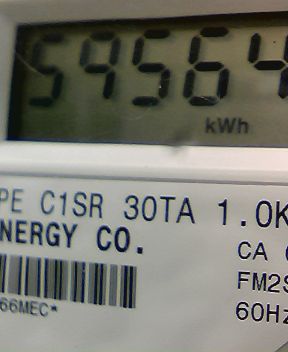 59564
kWh
PE C1SR 30TA 1.0K
NERGY CO.
CA
FM2S
66MEC*
60Hz